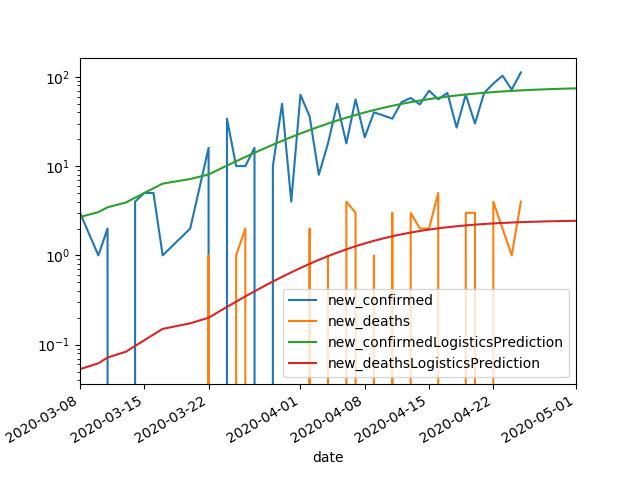 10²
10¹
10⁰
10⁻¹
new_confirmed
new_deaths
new_confirmedLogisticsPrediction
new_deathsLogisticsPrediction
2020-03-08
2020-03-15
2020-03-22
2020-04-01
2020-04-08
2020-04-15
2020-04-22
2020-05-01
date